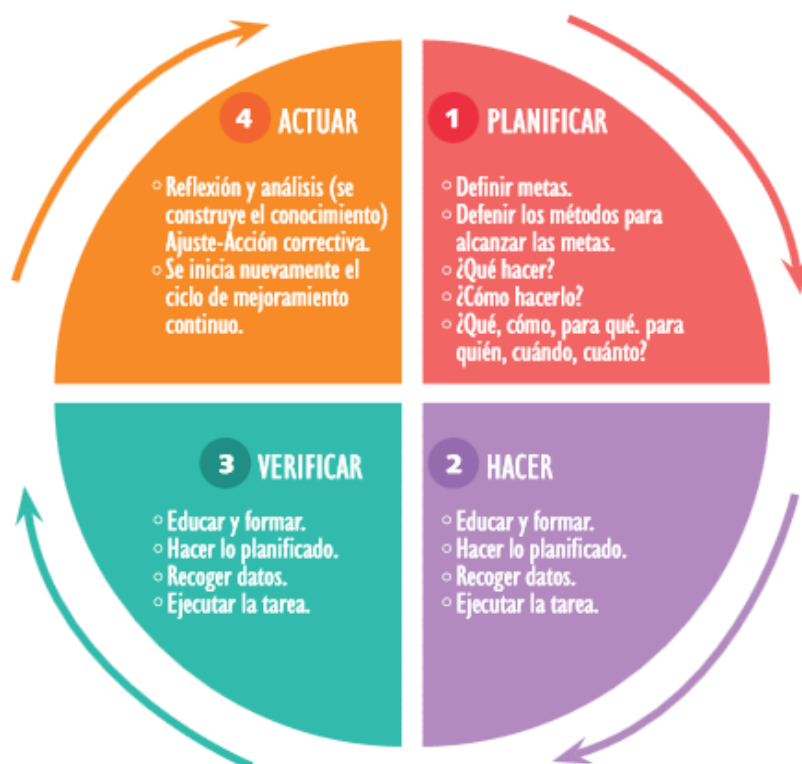 1 PLANIFICAR
○ Definir metas.
○ Defenir los métodos para
alcanzar las metas.
○ ¿Qué hacer?
○ ¿Cómo hacerlo?
○ ¿Qué, cómo, para qué. para
quién, cuándo, cuánto?
2 HACER
○ Educar y formar.
○ Hacer lo planificado.
○ Recoger datos.
○ Ejecutar la tarea.
3 VERIFICAR
○ Educar y formar.
○ Hacer lo planificado.
○ Recoger datos.
○ Ejecutar la tarea.
4 ACTUAR
○ Reflexión y análisis (se
construye el conocimiento)
Ajuste-Acción correctiva.
○ Se inicia nuevamente el
ciclo de mejoramiento
continuo.